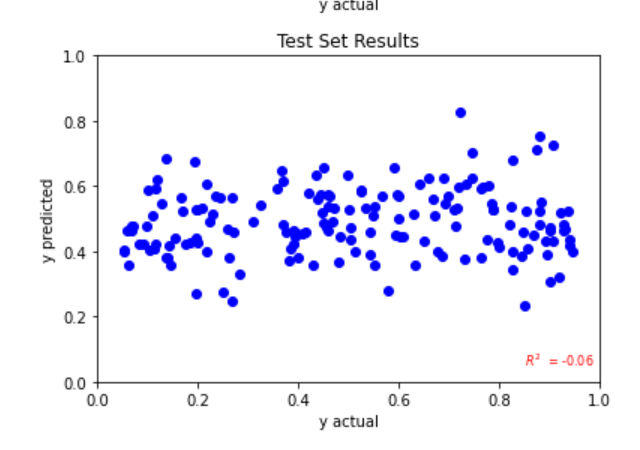 y actual
Test Set Results
1.0
0.8
0.6
0.4
0.2
0.0
y predicted
R² = -0.06
0.0 0.2 0.4 0.6 0.8 1.0
y actual